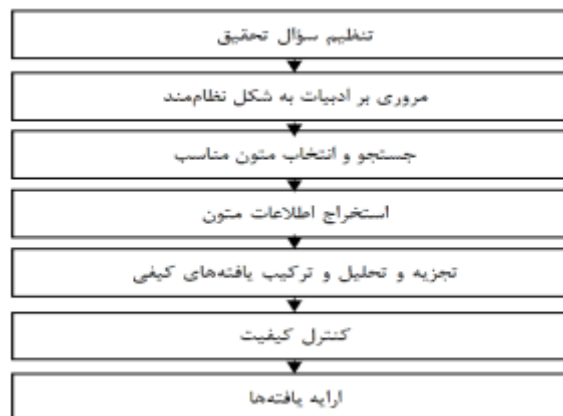 تنظیم سؤال تحقیق
مروری بر ادبیات به شکل نظام‌مند
جستجو و انتخاب متون مناسب
استخراج اطلاعات متون
تجزیه و تحلیل و ترکیب یافته‌های کیفی
کنترل کیفیت
ارایه یافته‌ها